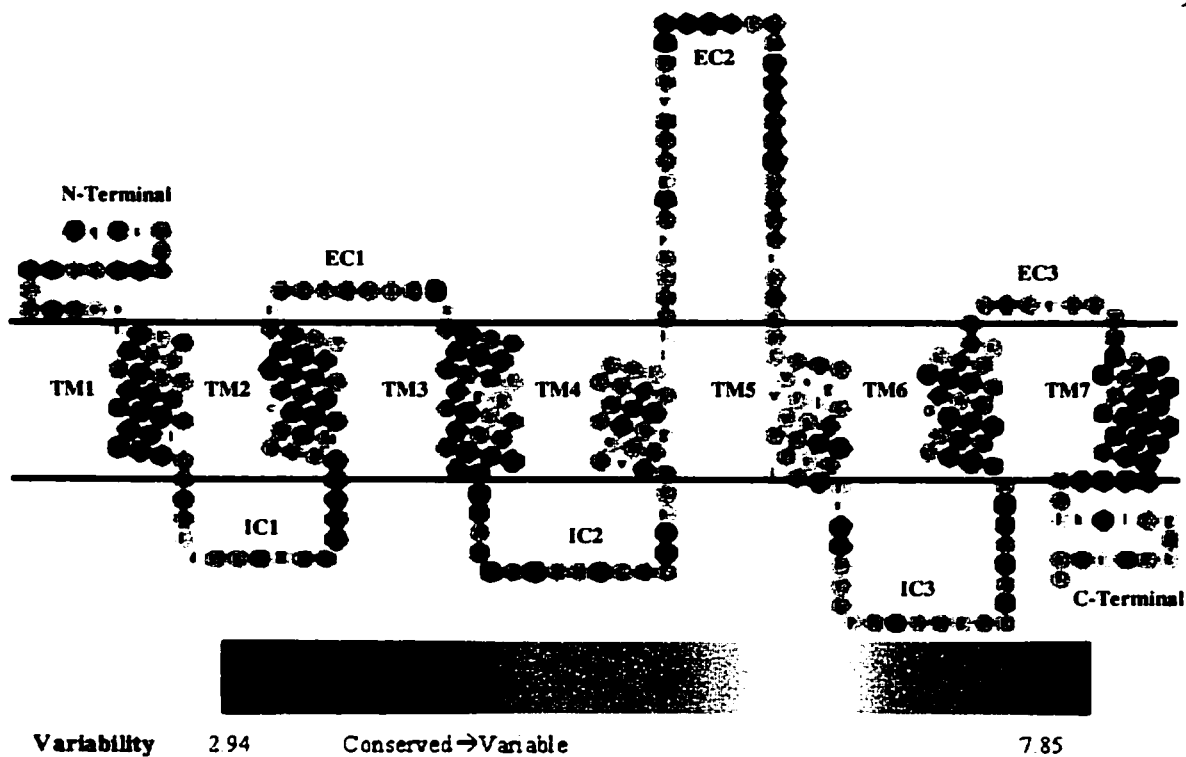 EC2
N-Terminal
EC1
EC3
TM1
TM2
TM3
TM4
TM5
TM6
TM7
IC1
IC2
IC3
C-Terminal
Variability 2.94 Conserved→Variable 7.85